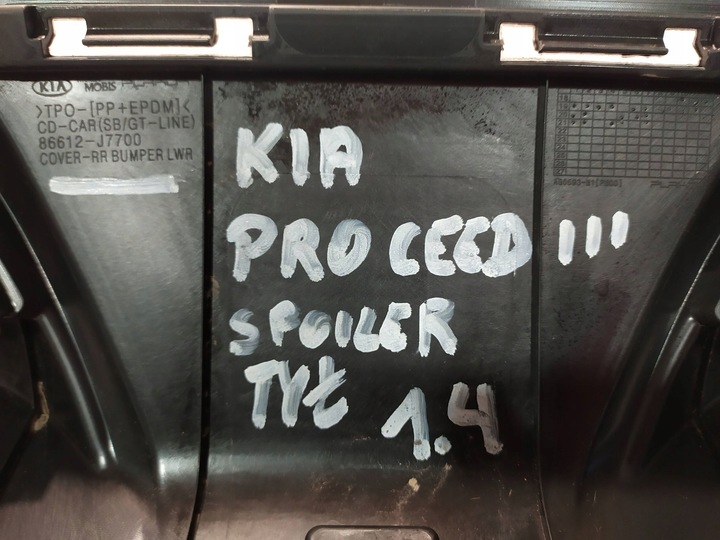 KIA MOBIS
>TPO-[PP+EPDM]<
CD-CAR(SB/GT-LINE)
86612-J7700
COVER-RR BUMPER LWR
KIA
PRO CEED III
SPOILER
TYŁ 1.4